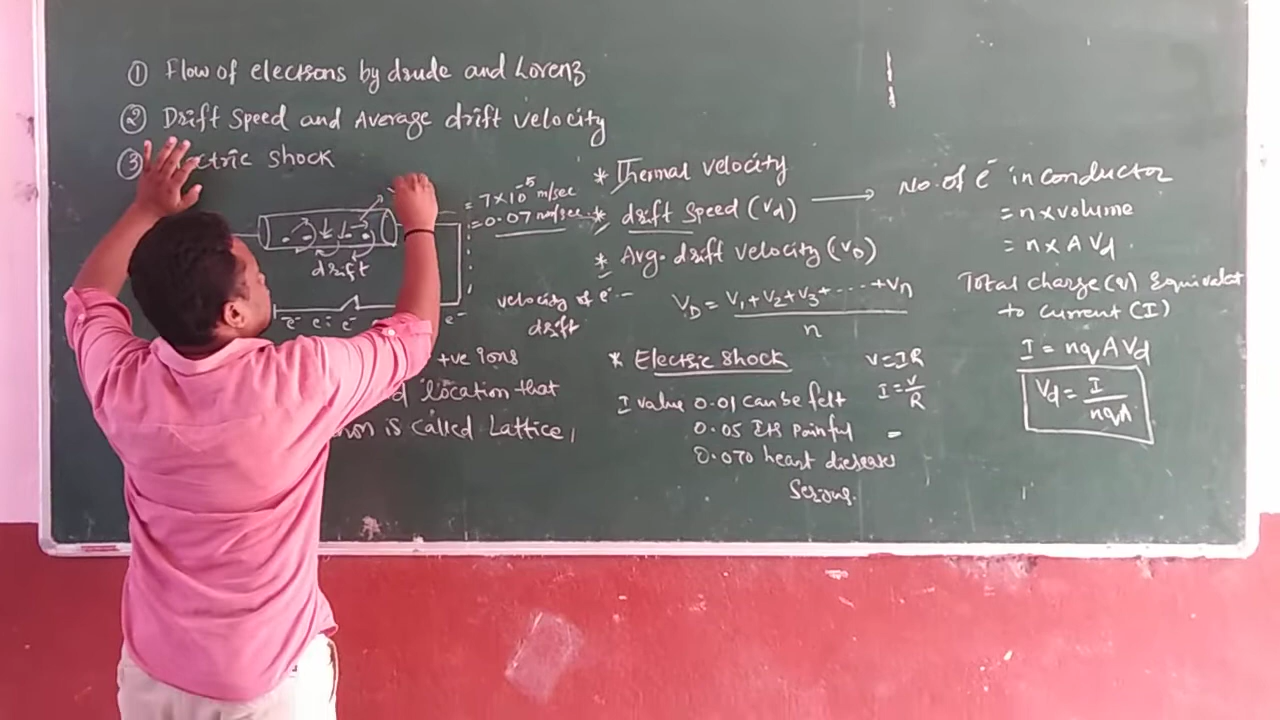 ① Flow of electrons by drude and Lorenz
② Drift Speed and Average drift velocity
③ ectric shock
= 7×10⁻⁵ m/sec
= 0.07 m/sec
drift
e⁻ e⁻ e⁻
e⁻
velocity of e⁻
drift
+ve ions
location that
is called Lattice
* Thermal velocity
* drift speed (Vd)
* Avg. drift velocity (VD)
VD = V1+V2+V3+.....+Vn
n
* Electric shock
I value 0.01 can be felt
0.05 painful
0.070 heart dieseases
Serious.
V=IR
I = V
R
No. of e⁻ in conductor
= n×volume
= n×A Vd.
Total charge (q) Equivalat
to current (I)
I = nqAVd
Vd = I
nqA